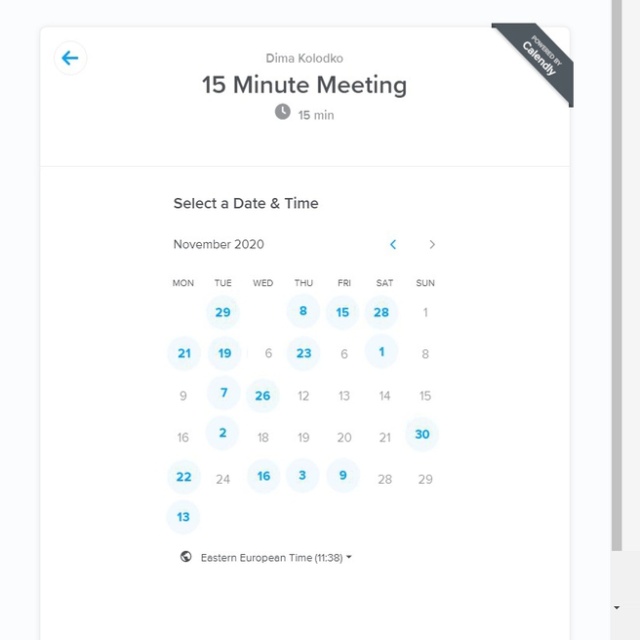 POWERED BY
Calendly
Dima Kolodko
15 Minute Meeting
15 min
Select a Date & Time
November 2020
MON TUE WED THU FRI SAT SUN
29 8 15 28 1
21 19 6 23 6 1 8
9 7 26 12 13 14 15
16 2 18 19 20 21 30
22 24 16 3 9 28 29
13
Eastern European Time (11:38)